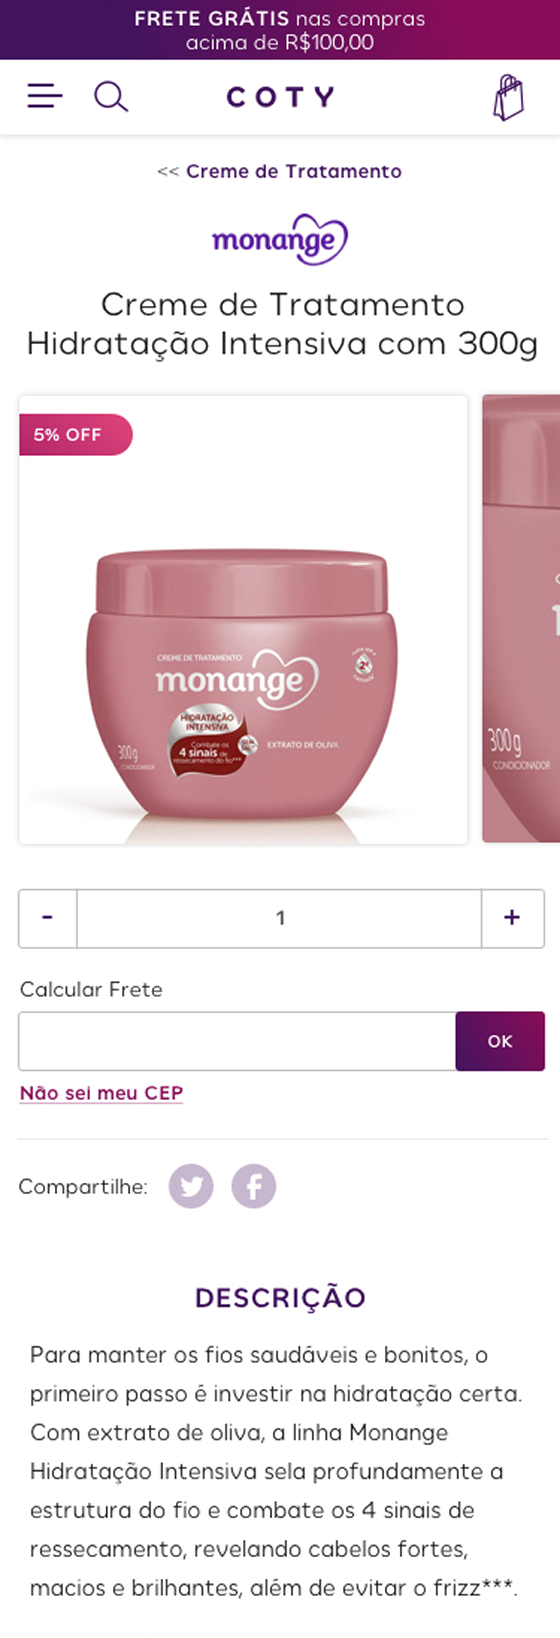 FRETE GRÁTIS nas compras
acima de R$100,00
COTY
<< Creme de Tratamento
monange
Creme de Tratamento
Hidratação Intensiva com 300g
5% OFF
CREME DE TRATAMENTO
monange
HIDRATAÇÃO
INTENSIVA
Combate os
4 sinais de
ressecamento do fio***
EXTRATO DE OLIVA
300g
CONDICIONADOR
300g
CONDICIONADOR
- 1 +
Calcular Frete
OK
Não sei meu CEP
Compartilhe:
DESCRIÇÃO
Para manter os fios saudáveis e bonitos, o
primeiro passo é investir na hidratação certa.
Com extrato de oliva, a linha Monange
Hidratação Intensiva sela profundamente a
estrutura do fio e combate os 4 sinais de
ressecamento, revelando cabelos fortes,
macios e brilhantes, além de evitar o frizz***.